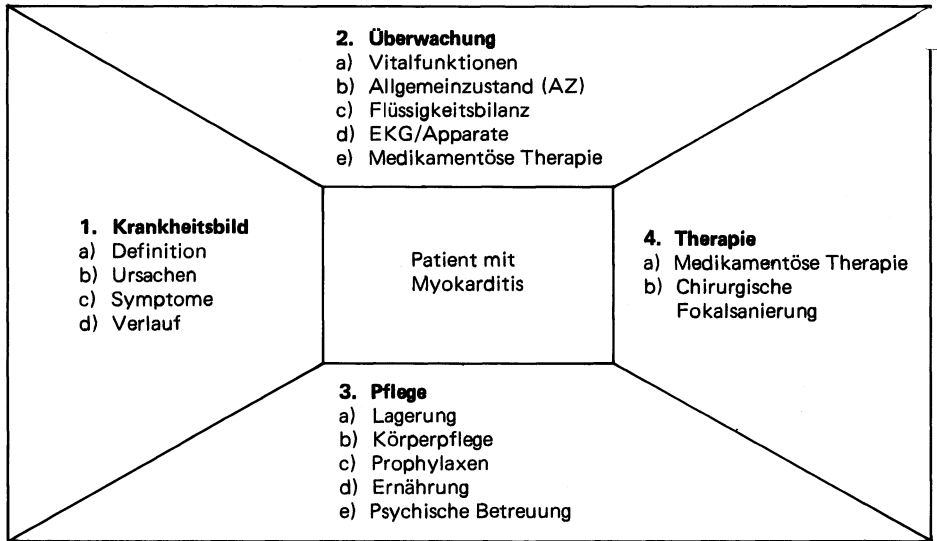 2. Überwachung
a) Vitalfunktionen
b) Allgemeinzustand (AZ)
c) Flüssigkeitsbilanz
d) EKG/Apparate
e) Medikamentöse Therapie
1. Krankheitsbild
a) Definition
b) Ursachen
c) Symptome
d) Verlauf
Patient mit
Myokarditis
4. Therapie
a) Medikamentöse Therapie
b) Chirurgische
Fokalsanierung
3. Pflege
a) Lagerung
b) Körperpflege
c) Prophylaxen
d) Ernährung
e) Psychische Betreuung